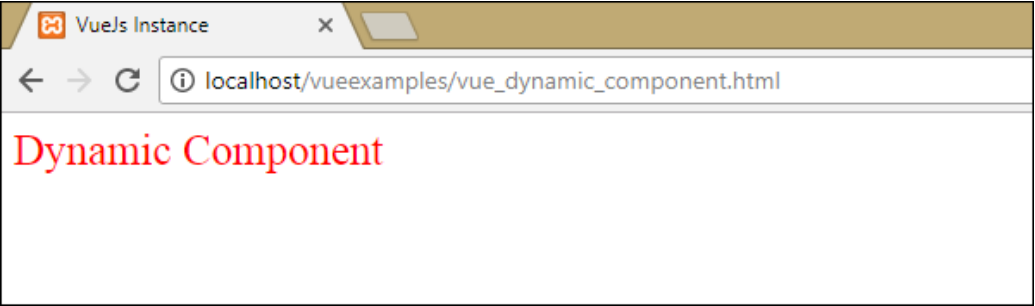 VueJs Instance
localhost/vueexamples/vue_dynamic_component.html
Dynamic Component